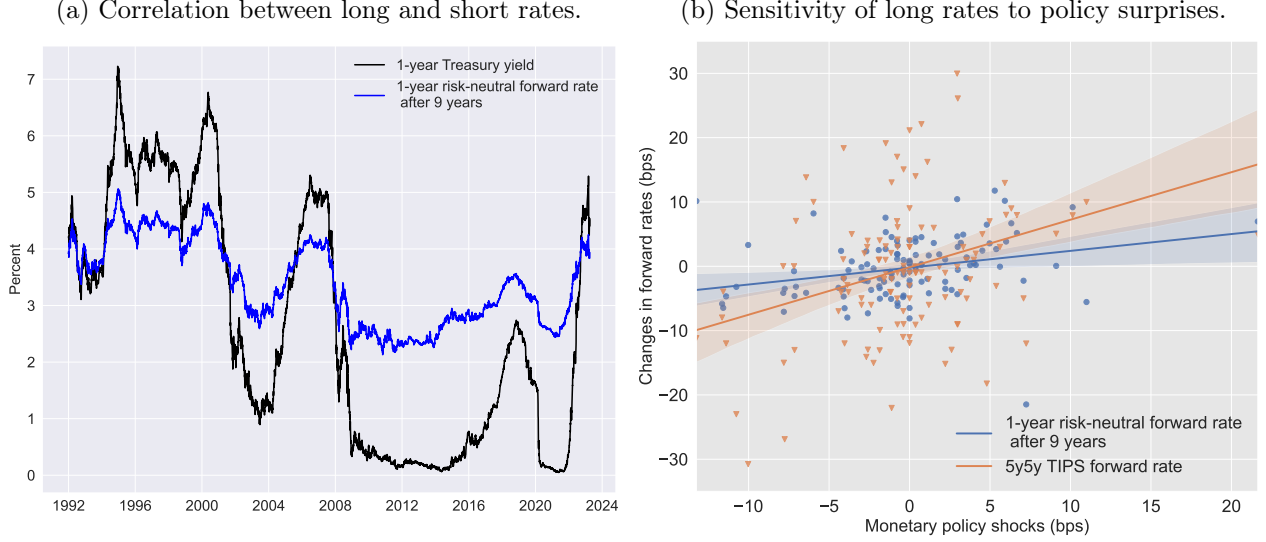 (a) Correlation between long and short rates.
7
6
5
4
3
2
1
0
Percent
1992 1996 2000 2004 2008 2012 2016 2020 2024
1-year Treasury yield
1-year risk-neutral forward rate
after 9 years
(b) Sensitivity of long rates to policy surprises.
30
20
10
0
−10
−20
−30
Changes in forward rates (bps)
−10 −5 0 5 10 15 20
Monetary policy shocks (bps)
1-year risk-neutral forward rate
after 9 years
5y5y TIPS forward rate